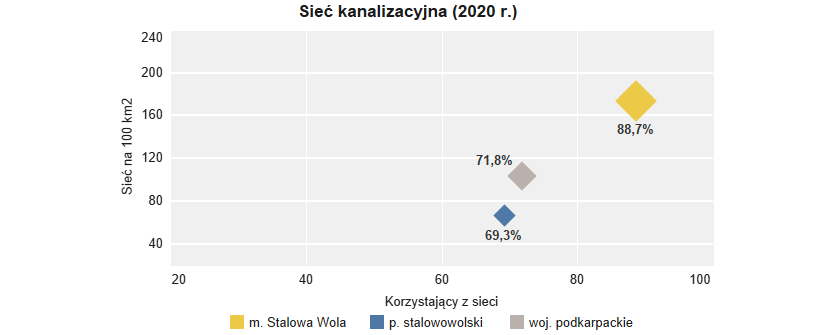 Sieć kanalizacyjna (2020 r.)
240
200
160
120
80
40
Sieć na 100 km2
88,7%
71,8%
69,3%
20 40 60 80 100
Korzystający z sieci
m. Stalowa Wola p. stalowowolski woj. podkarpackie